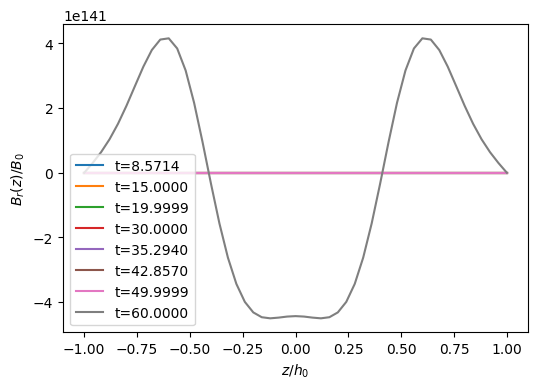 1e141
4
2
0
−2
−4
B_r(z)/B_0
t=8.5714
t=15.0000
t=19.9999
t=30.0000
t=35.2940
t=42.8570
t=49.9999
t=60.0000
−1.00 −0.75 −0.50 −0.25 0.00 0.25 0.50 0.75 1.00
z/h_0